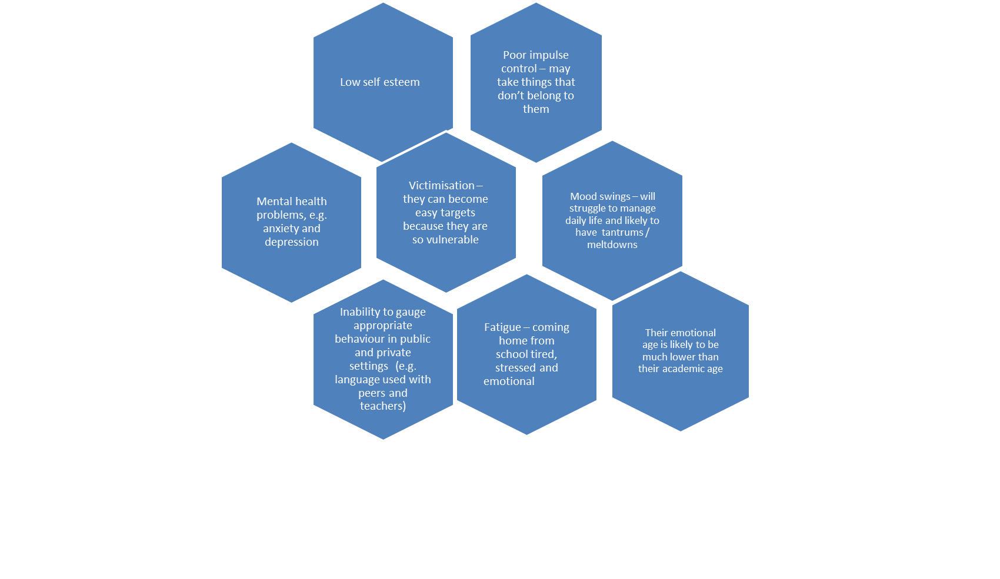 Low self esteem
Poor impulse
control – may
take things that
don’t belong to
them
Mental health
problems, e.g.
anxiety and
depression
Victimisation –
they can become
easy targets
because they are
so vulnerable
Mood swings – will
struggle to manage
daily life and likely to
have tantrums /
meltdowns
Inability to gauge
appropriate
behaviour in public
and private
settings (e.g.
language used with
peers and
teachers)
Fatigue – coming
home from
school tired,
stressed and
emotional
Their emotional
age is likely to be
much lower than
their academic age